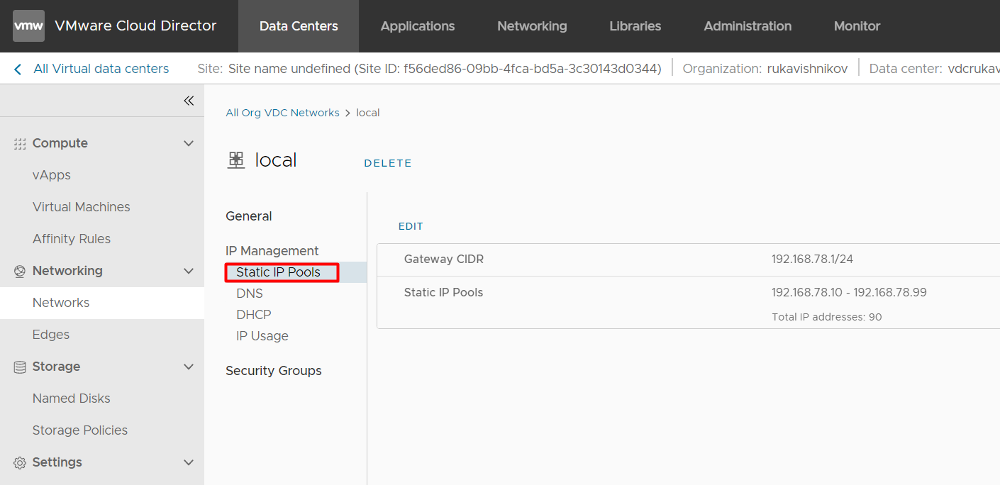 vmw VMware Cloud Director Data Centers Applications Networking Libraries Administration Monitor
All Virtual data centers Site: Site name undefined (Site ID: f56ded86-09bb-4fca-bd5a-3c30143d0344) Organization: rukavishnikov Data center: vdcrukav
All Org VDC Networks > local
Compute
vApps
Virtual Machines
Affinity Rules
Networking
Networks
Edges
Storage
Named Disks
Storage Policies
Settings
local DELETE
General
IP Management
Static IP Pools
DNS
DHCP
IP Usage
Security Groups
EDIT
Gateway CIDR 192.168.78.1/24
Static IP Pools 192.168.78.10 - 192.168.78.99
Total IP addresses: 90